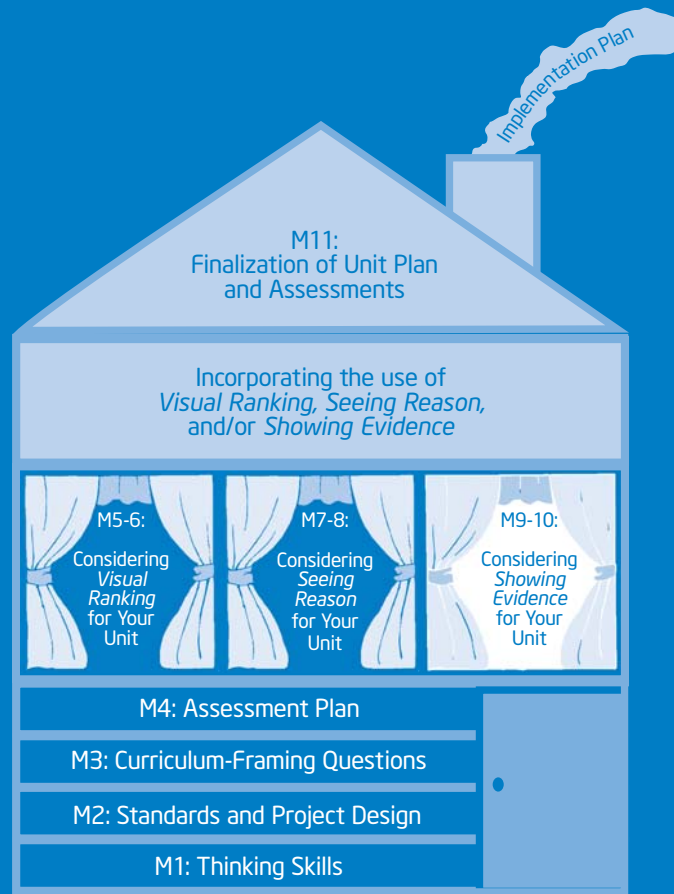 Implementation Plan
M11:
Finalization of Unit Plan
and Assessments
Incorporating the use of
Visual Ranking, Seeing Reason,
and/or Showing Evidence
M5-6:
Considering
Visual
Ranking
for Your
Unit
M7-8:
Considering
Seeing
Reason
for Your
Unit
M9-10:
Considering
Showing
Evidence
for Your
Unit
M4: Assessment Plan
M3: Curriculum-Framing Questions
M2: Standards and Project Design
M1: Thinking Skills